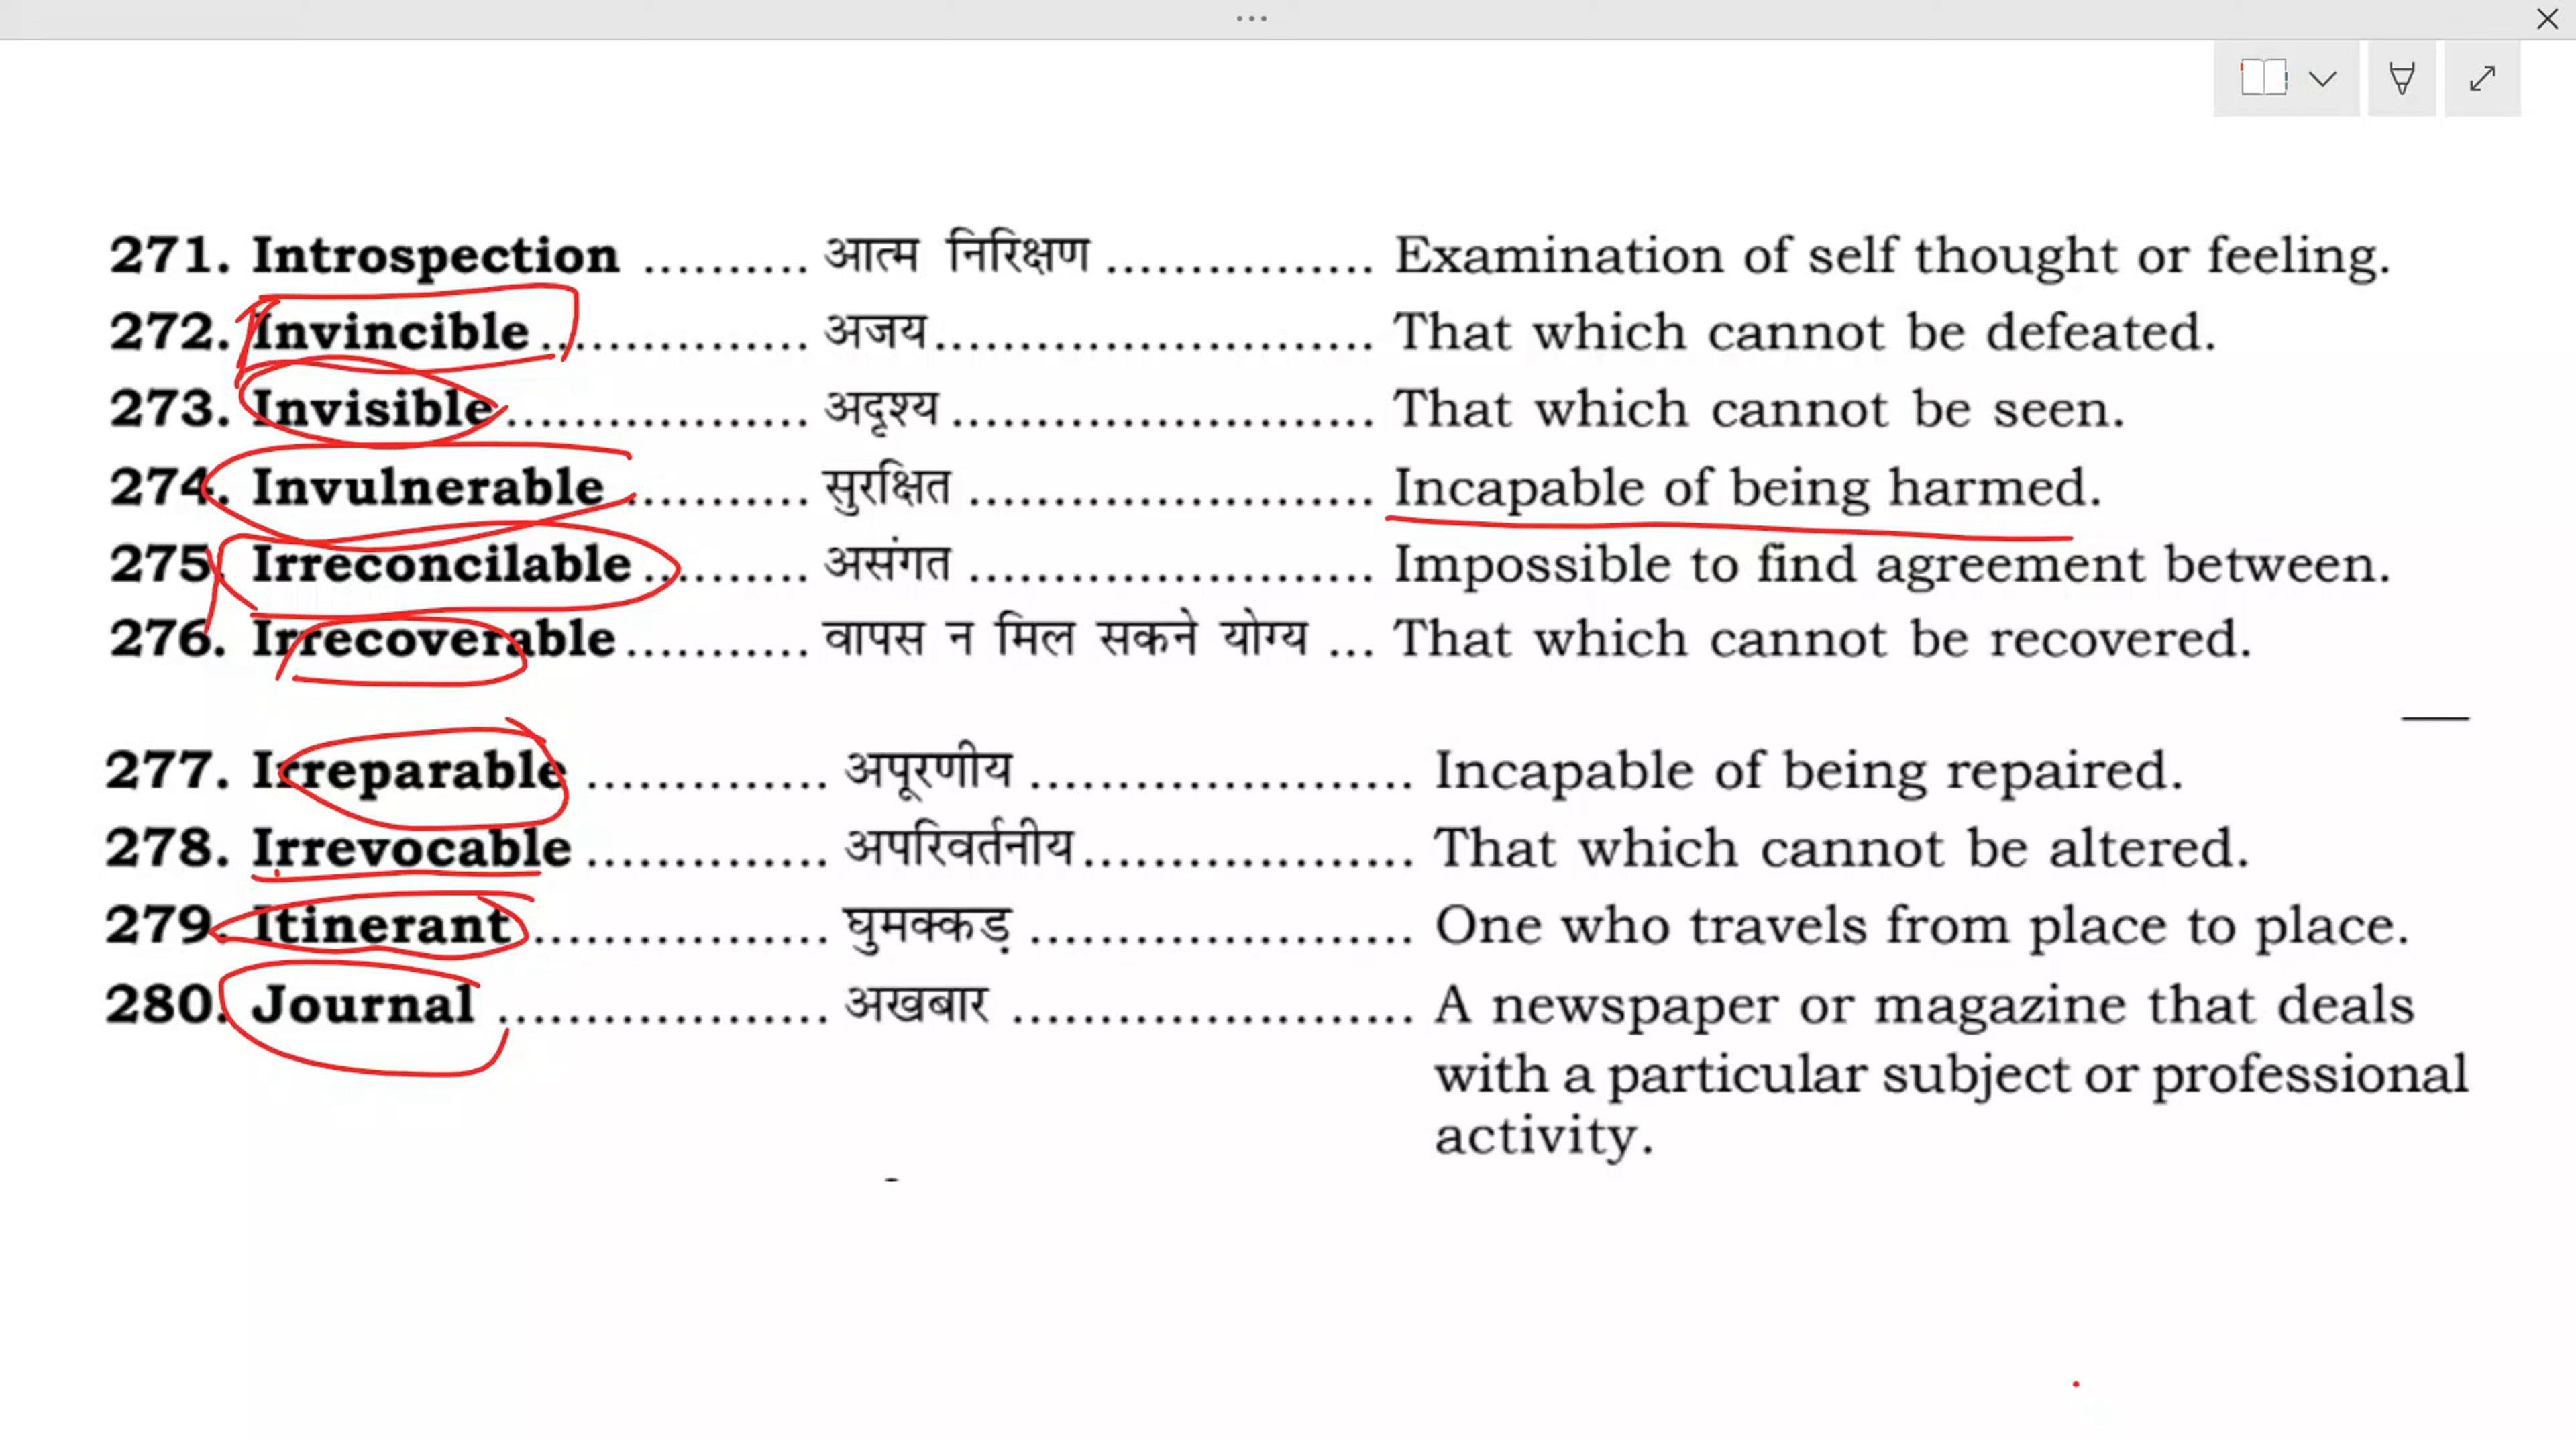 271. Introspection .......... आत्म निरिक्षण ................ Examination of self thought or feeling.
272. Invincible ................ अजय.......................... That which cannot be defeated.
273. Invisible .................. अदृश्य ......................... That which cannot be seen.
274. Invulnerable ........... सुरक्षित ........................ Incapable of being harmed.
275. Irreconcilable .......... असंगत ........................ Impossible to find agreement between.
276. Irrecoverable ........... वापस न मिल सकने योग्य ... That which cannot be recovered.
277. Irreparable .............. अपूरणीय ....................... Incapable of being repaired.
278. Irrevocable .............. अपरिवर्तनीय.................... That which cannot be altered.
279. Itinerant .................. घुमक्कड़ ....................... One who travels from place to place.
280. Journal .................... अखबार ........................ A newspaper or magazine that deals
with a particular subject or professional
activity.